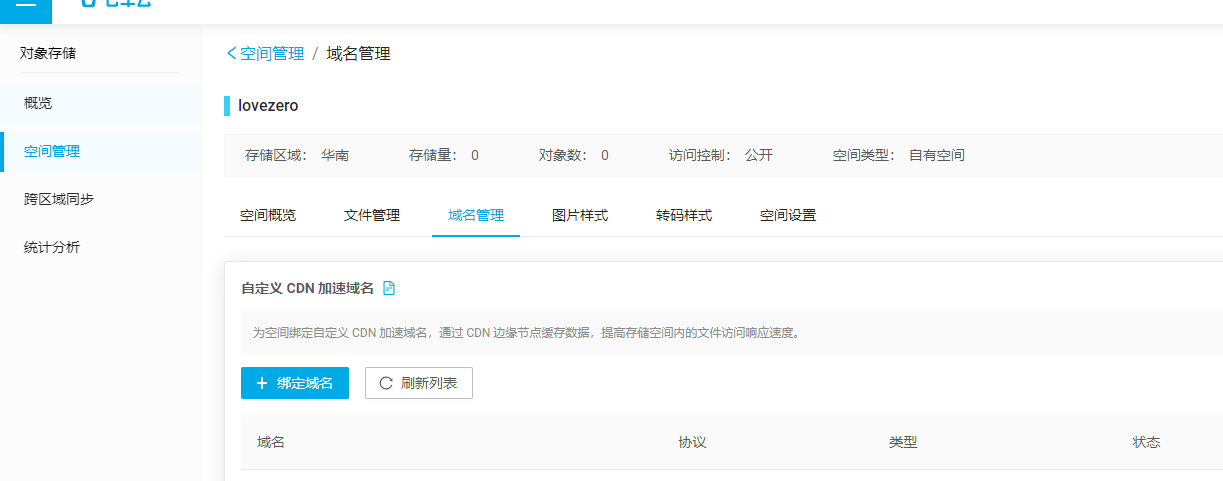 对象存储
概览
空间管理
跨区域同步
统计分析
空间管理 / 域名管理
lovezero
存储区域： 华南 存储量： 0 对象数： 0 访问控制： 公开 空间类型： 自有空间
空间概览 文件管理 域名管理 图片样式 转码样式 空间设置
自定义 CDN 加速域名
为空间绑定自定义 CDN 加速域名，通过 CDN 边缘节点缓存数据，提高存储空间内的文件访问响应速度。
+ 绑定域名 刷新列表
域名 协议 类型 状态